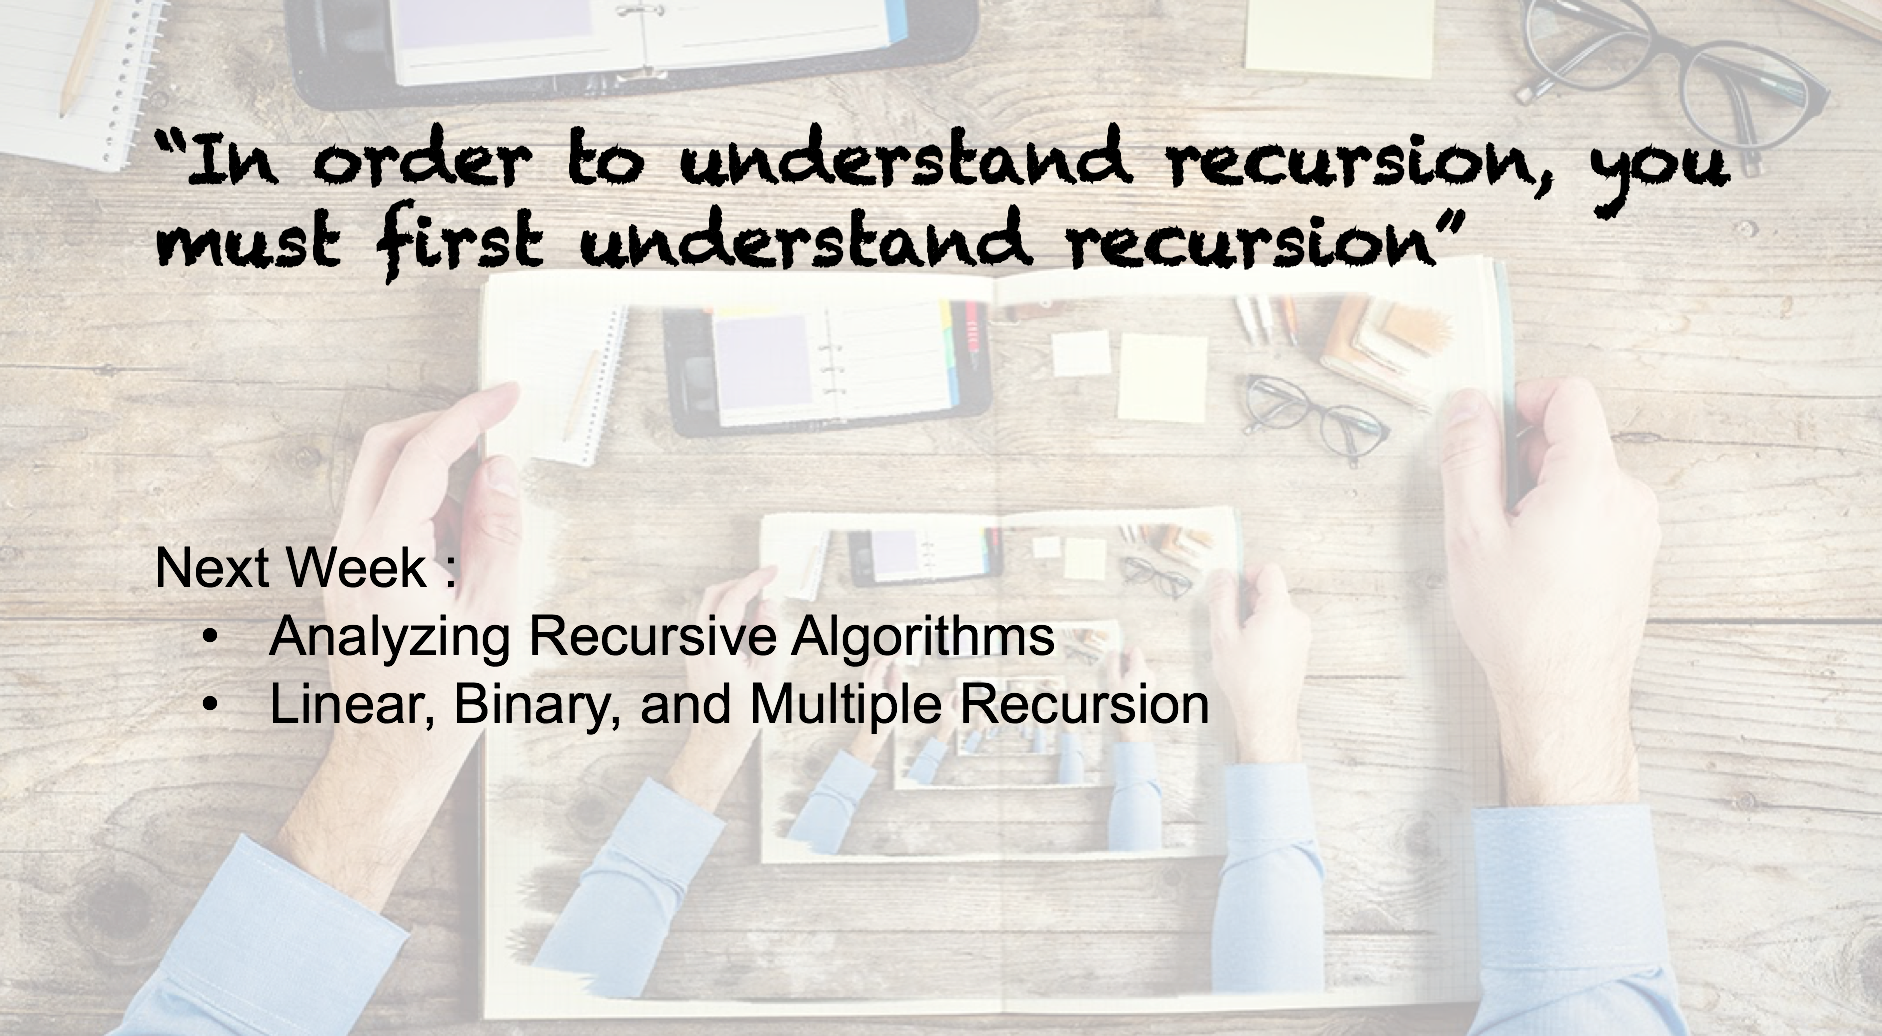 “In order to understand recursion, you
must first understand recursion”
Next Week :
• Analyzing Recursive Algorithms
• Linear, Binary, and Multiple Recursion